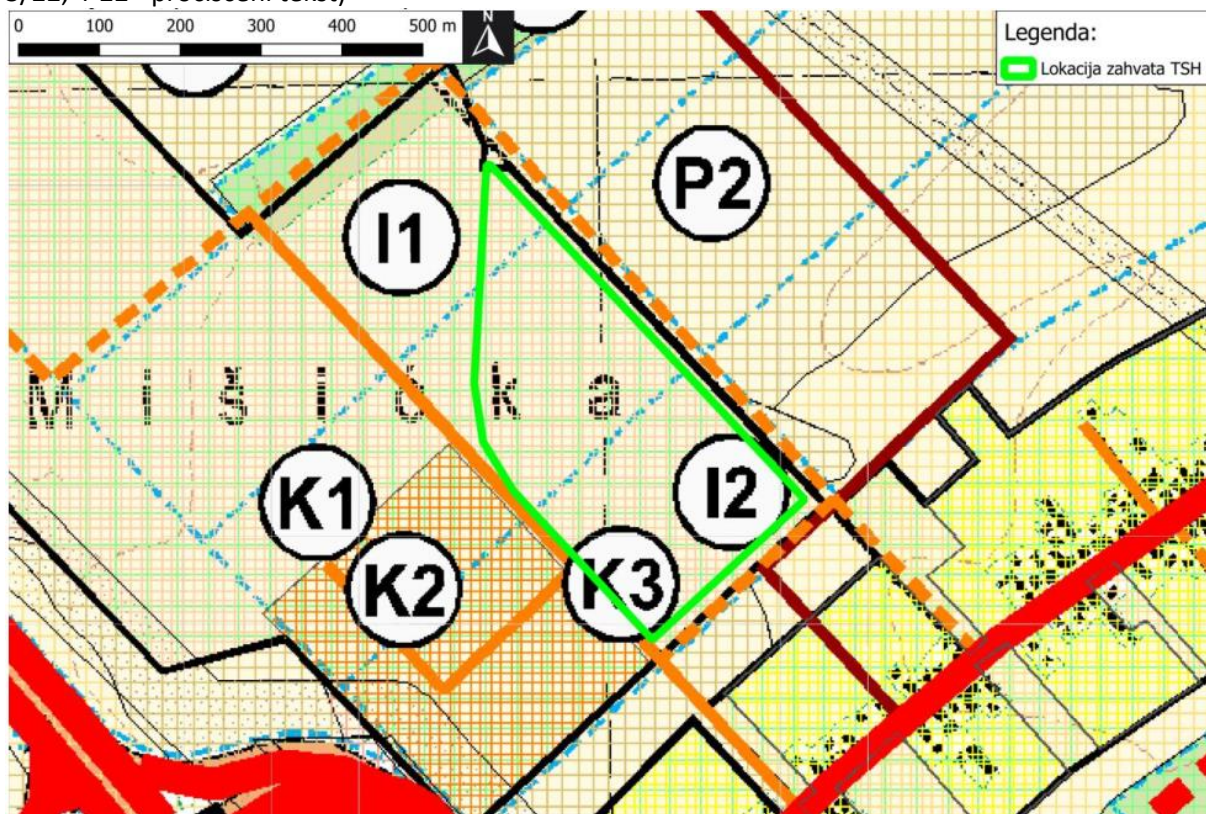 0 100 200 300 400 500 m
N
Legenda:
Lokacija zahvata TSH
P2
I1
M i š i č k a
I2
K1
K2
K3